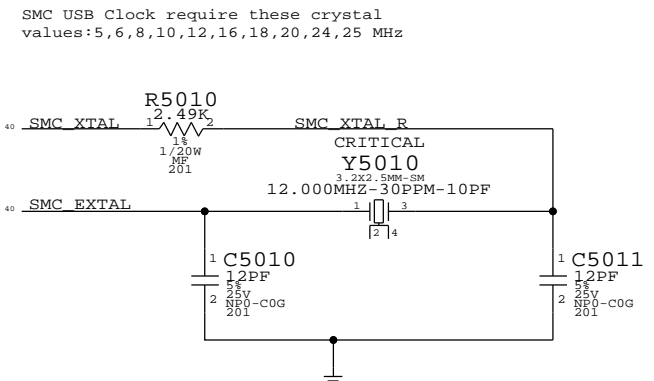 SMC USB Clock require these crystal
values:5,6,8,10,12,16,18,20,24,25 MHz
R5010
2.49K
40 SMC_XTAL 1 2 SMC_XTAL_R
1%
1/20W
MF
201
CRITICAL
Y5010
3.2X2.5MM-SM
12.000MHZ-30PPM-10PF
40 SMC_EXTAL 1 3
2 4
1 C5010
12PF
5%
25V
2 NP0-C0G
201
1 C5011
12PF
5%
25V
2 NP0-C0G
201